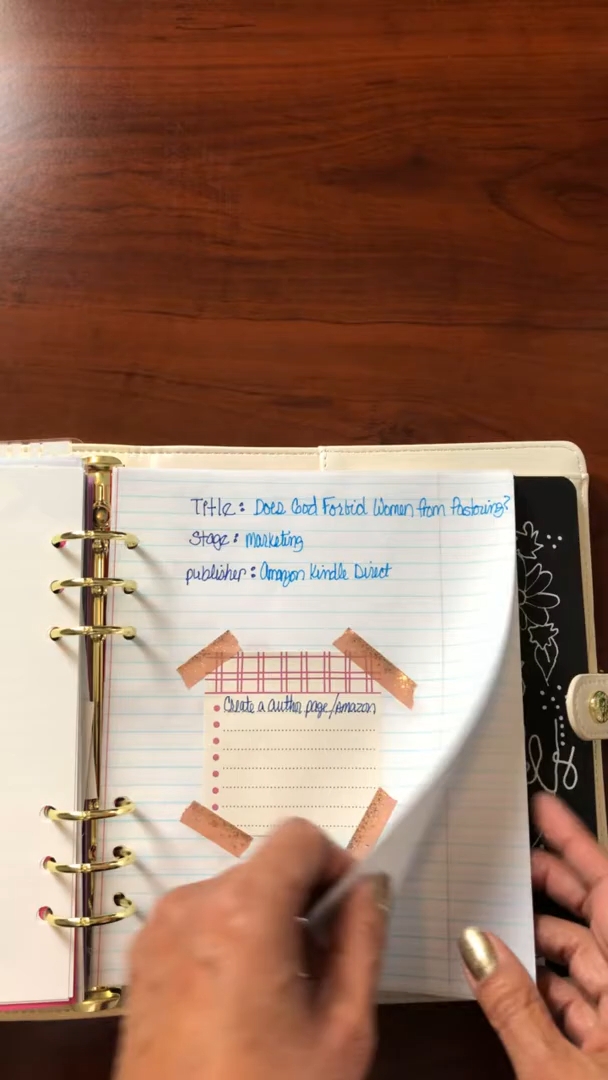 Title: Does God Forbid Women from Pastoring?
Stage: Marketing
publisher: Amazon Kindle Direct
Create a author page/Amazon